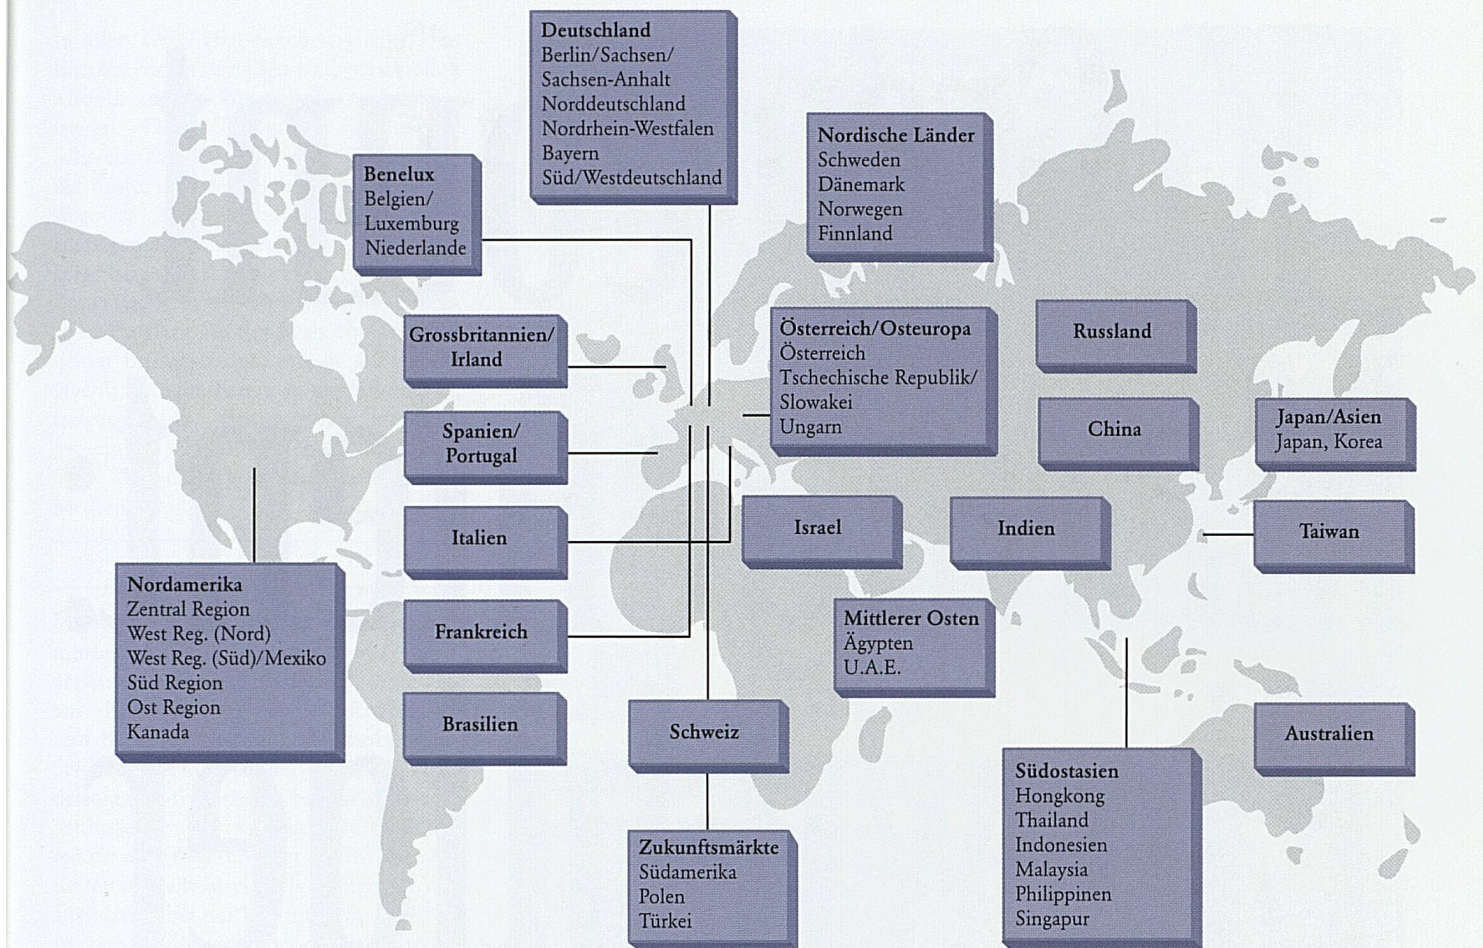 Deutschland
Berlin/Sachsen/
Sachsen-Anhalt
Norddeutschland
Nordrhein-Westfalen
Bayern
Süd/Westdeutschland
Nordische Länder
Schweden
Dänemark
Norwegen
Finnland
Benelux
Belgien/
Luxemburg
Niederlande
Grossbritannien/
Irland
Österreich/Osteuropa
Österreich
Tschechische Republik/
Slowakei
Ungarn
Russland
Spanien/
Portugal
China
Japan/Asien
Japan, Korea
Italien
Israel
Indien
Taiwan
Nordamerika
Zentral Region
West Reg. (Nord)
West Reg. (Süd)/Mexiko
Süd Region
Ost Region
Kanada
Frankreich
Mittlerer Osten
Ägypten
U.A.E.
Brasilien
Schweiz
Australien
Südostasien
Hongkong
Thailand
Indonesien
Malaysia
Philippinen
Singapur
Zukunftsmärkte
Südamerika
Polen
Türkei